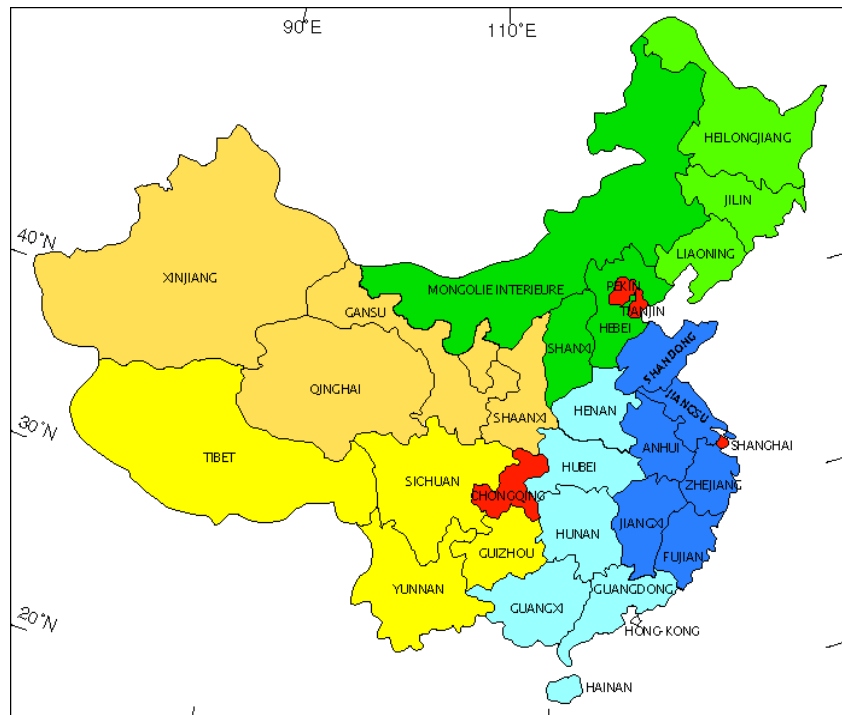 90°E
110°E
HEILONGJIANG
JILIN
40°N
LIAONING
XINJIANG
MONGOLIE INTERIEURE
PEKIN
GANSU
TIANJIN
HEBEI
SHANXI
SHANDONG
QINGHAI
JIANGSU
HENAN
SHAANXI
30°N
SHANGHAI
ANHUI
TIBET
HUBEI
SICHUAN
ZHEJIANG
CHONGQING
JIANGXI
HUNAN
GUIZHOU
FUJIAN
YUNNAN
GUANGDONG
GUANGXI
20°N
HONG-KONG
HAINAN